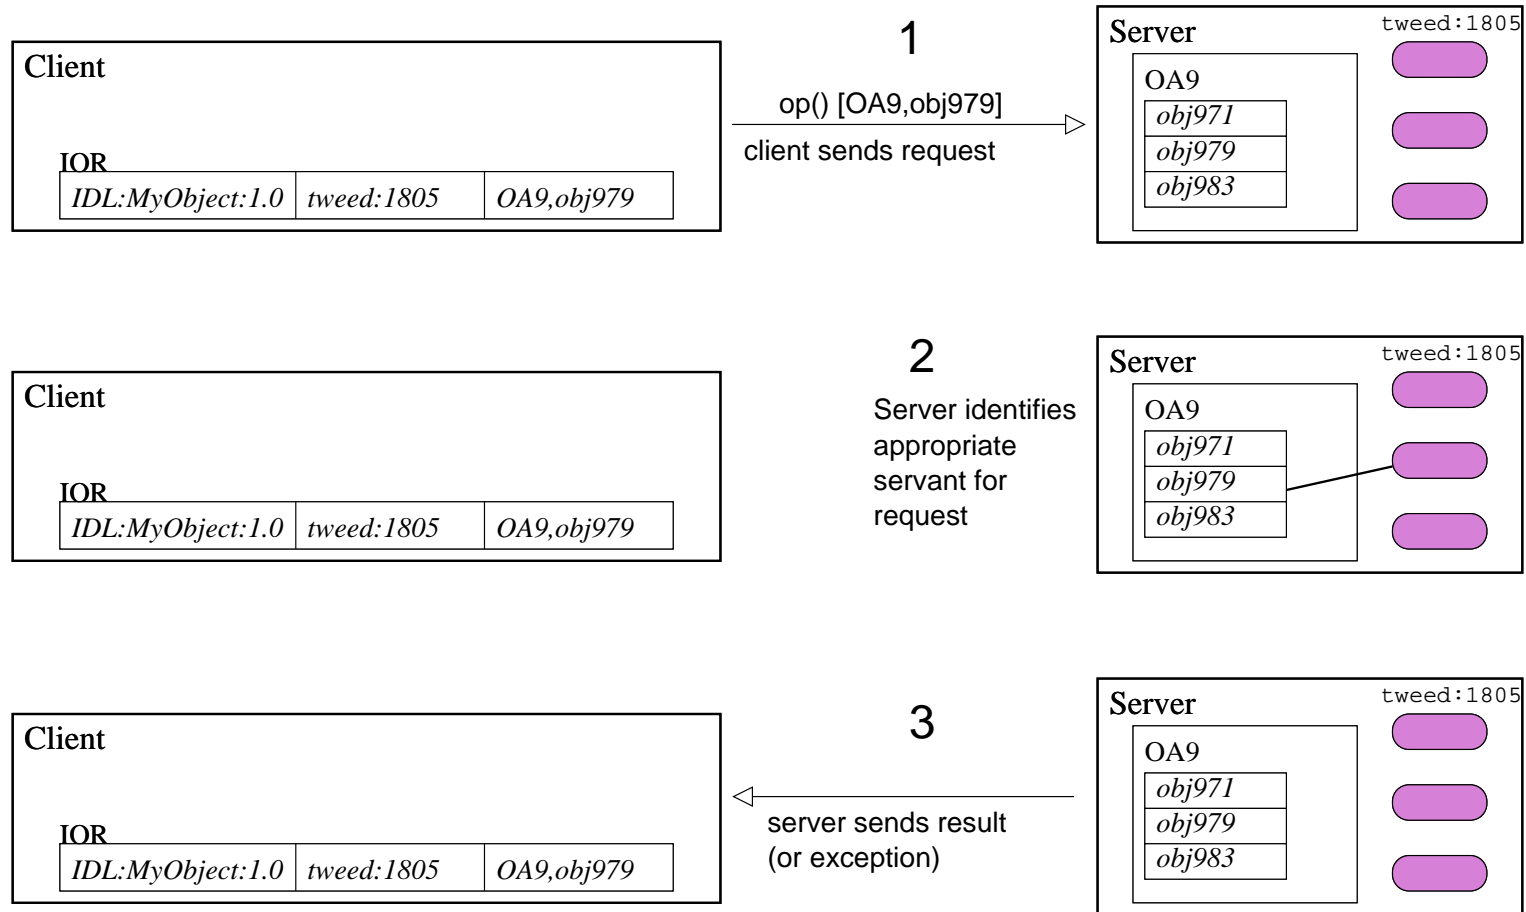 Client
IOR
IDL:MyObject:1.0 tweed:1805 OA9,obj979
1
op() [OA9,obj979]
client sends request
Server
tweed:1805
OA9
obj971
obj979
obj983
Client
IOR
IDL:MyObject:1.0 tweed:1805 OA9,obj979
2
Server identifies
appropriate
servant for
request
Server
tweed:1805
OA9
obj971
obj979
obj983
Client
IOR
IDL:MyObject:1.0 tweed:1805 OA9,obj979
3
server sends result
(or exception)
Server
tweed:1805
OA9
obj971
obj979
obj983